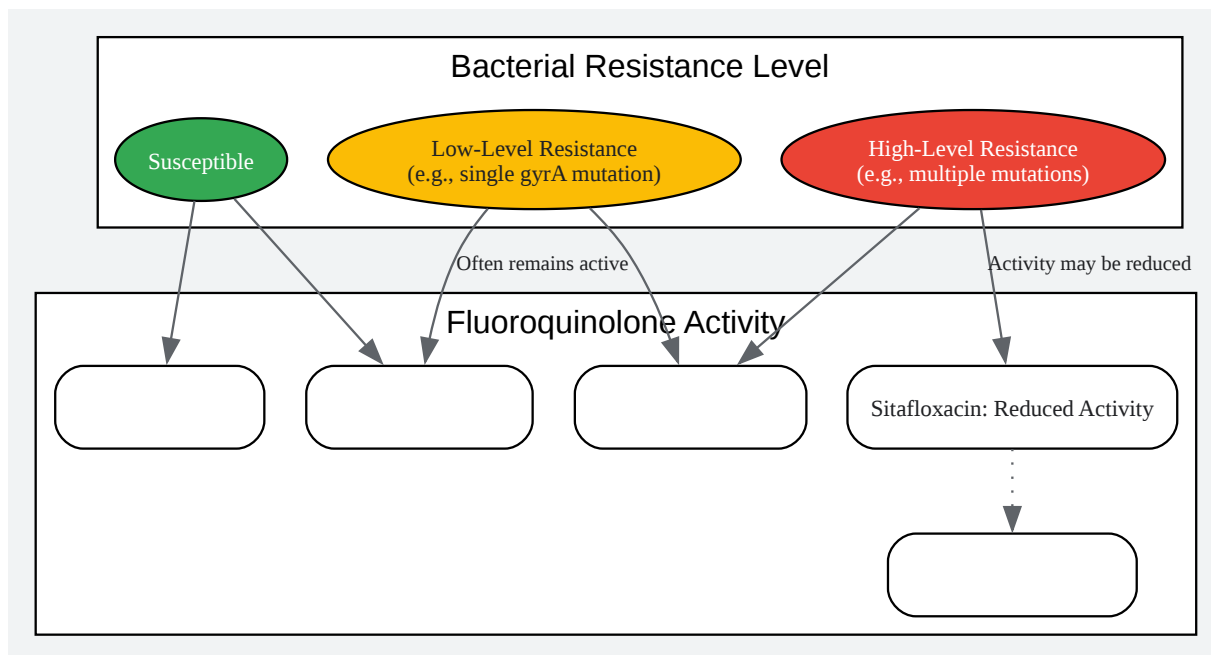 Bacterial Resistance Level
Susceptible
Low-Level Resistance
(e.g., single gyrA mutation)
High-Level Resistance
(e.g., multiple mutations)
Often remains active
Activity may be reduced
Fluoroquinolone Activity
Sitafloxacin: Reduced Activity